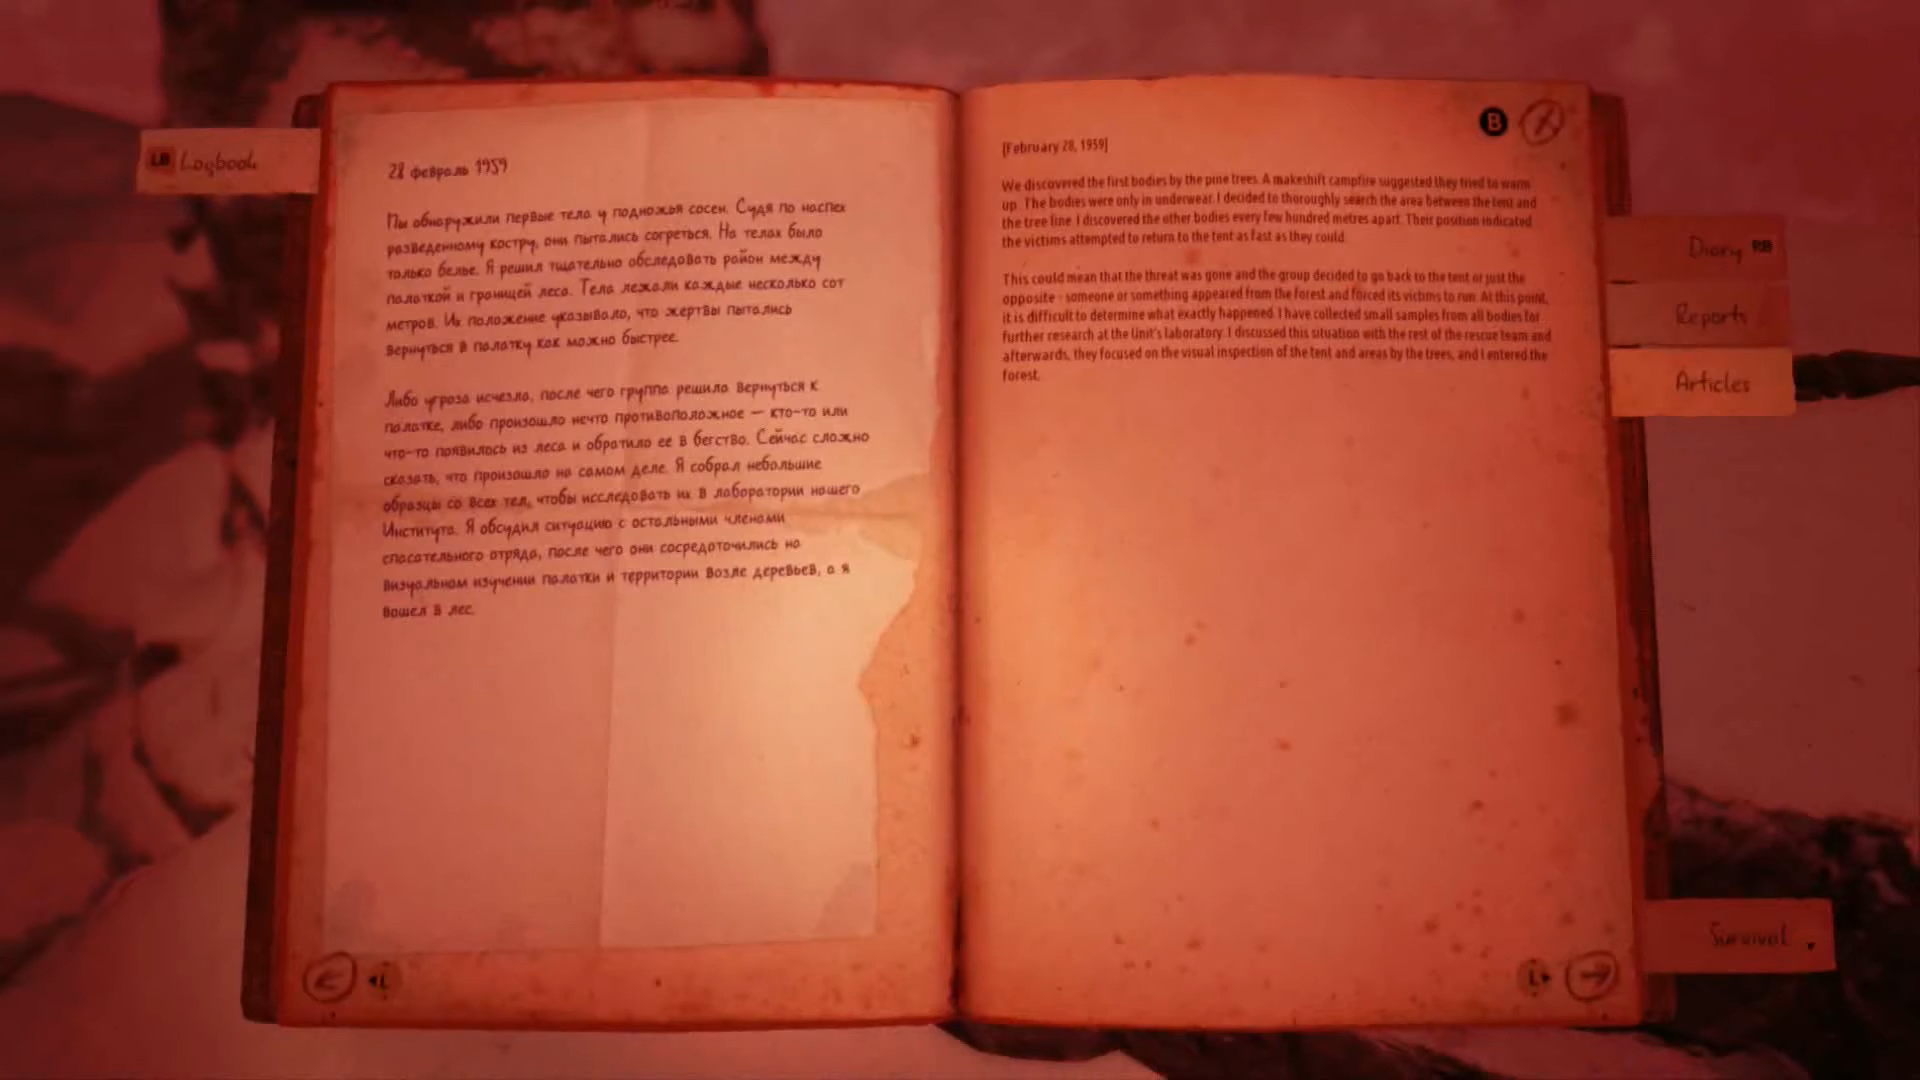 LB Logbook
28 февраль 1959
Мы обнаружили первые тела у подножья сосен. Судя по наспех
разведенному костру, они пытались согреться. На телах было
только белье. Я решил тщательно обследовать район между
палаткой и границей леса. Тела лежали каждые несколько сот
метров. Их положение указывало, что жертвы пытались
вернуться в палатку как можно быстрее.
Либо угроза исчезла, после чего группа решила вернуться к
палатке, либо произошло нечто противоположное — кто-то или
что-то появилось из леса и обратило ее в бегство. Сейчас сложно
сказать, что произошло на самом деле. Я собрал небольшие
образцы со всех тел, чтобы исследовать их в лаборатории нашего
Института. Я обсудил ситуацию с остальными членами
спасательного отряда, после чего они сосредоточились на
визуальном изучении палатки и территории возле деревьев, а я
вошел в лес.
L
B
[February 28, 1959]
We discovered the first bodies by the pine trees. A makeshift campfire suggested they tried to warm
up. The bodies were only in underwear. I decided to thoroughly search the area between the tent and
the tree line. I discovered the other bodies every few hundred metres apart. Their position indicated
the victims attempted to return to the tent as fast as they could.
This could mean that the threat was gone and the group decided to go back to the tent or just the
opposite - someone or something appeared from the forest and forced its victims to run. At this point,
it is difficult to determine what exactly happened. I have collected small samples from all bodies for
further research at the Unit's laboratory. I discussed this situation with the rest of the rescue team and
afterwards, they focused on the visual inspection of the tent and areas by the trees, and I entered the
forest.
L
Diary RB
Reports
Articles
Survival